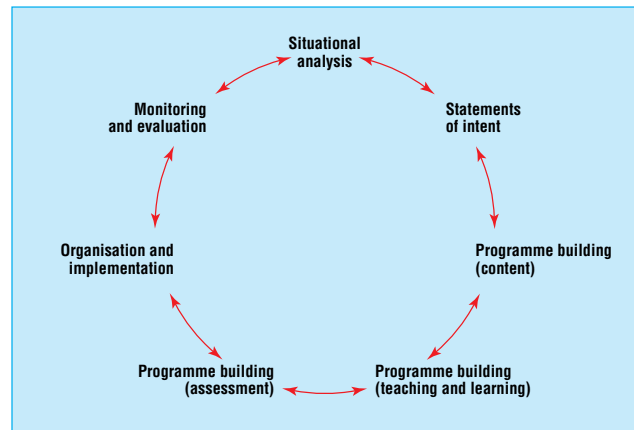 Situational
analysis
Statements
of intent
Programme building
(content)
Programme building
(teaching and learning)
Programme building
(assessment)
Organisation and
implementation
Monitoring
and evaluation